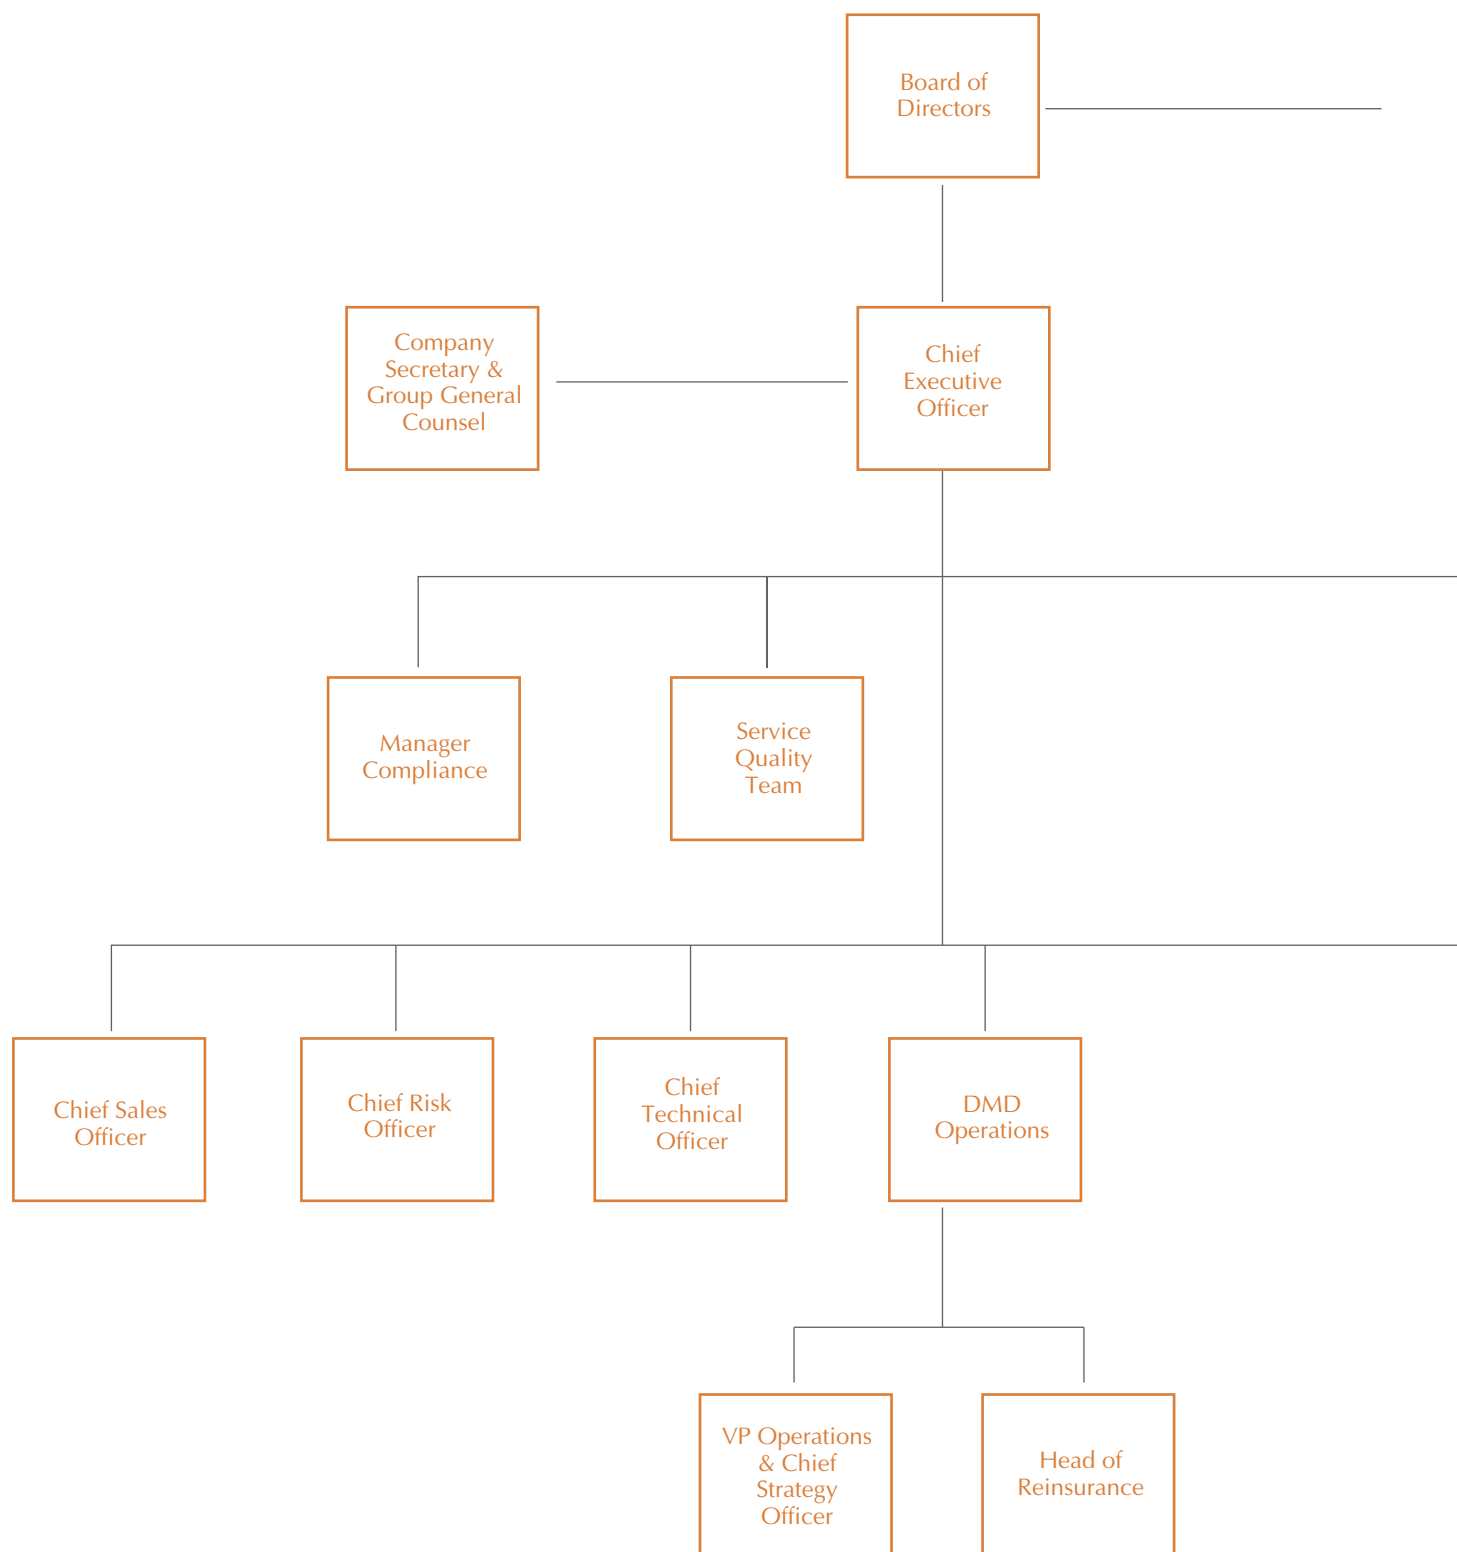 Board of
Directors
Company
Secretary &
Group General
Counsel
Chief
Executive
Officer
Manager
Compliance
Service
Quality
Team
Chief Sales
Officer
Chief Risk
Officer
Chief
Technical
Officer
DMD
Operations
VP Operations
& Chief
Strategy
Officer
Head of
Reinsurance